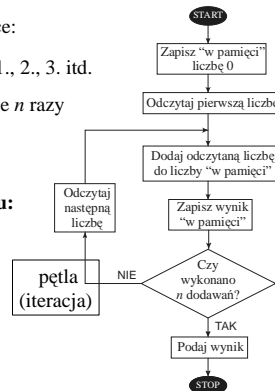 ce:
1., 2., 3. itd.
e n razy
u:
START
Zapisz “w pamięci”
liczbę 0
Odczytaj pierwszą liczbę
Dodaj odczytaną liczbę
do liczby “w pamięci”
Zapisz wynik
“w pamięci”
Odczytaj
następną
liczbę
Czy
wykonano
n dodawań?
NIE
pętla
(iteracja)
TAK
Podaj wynik
STOP